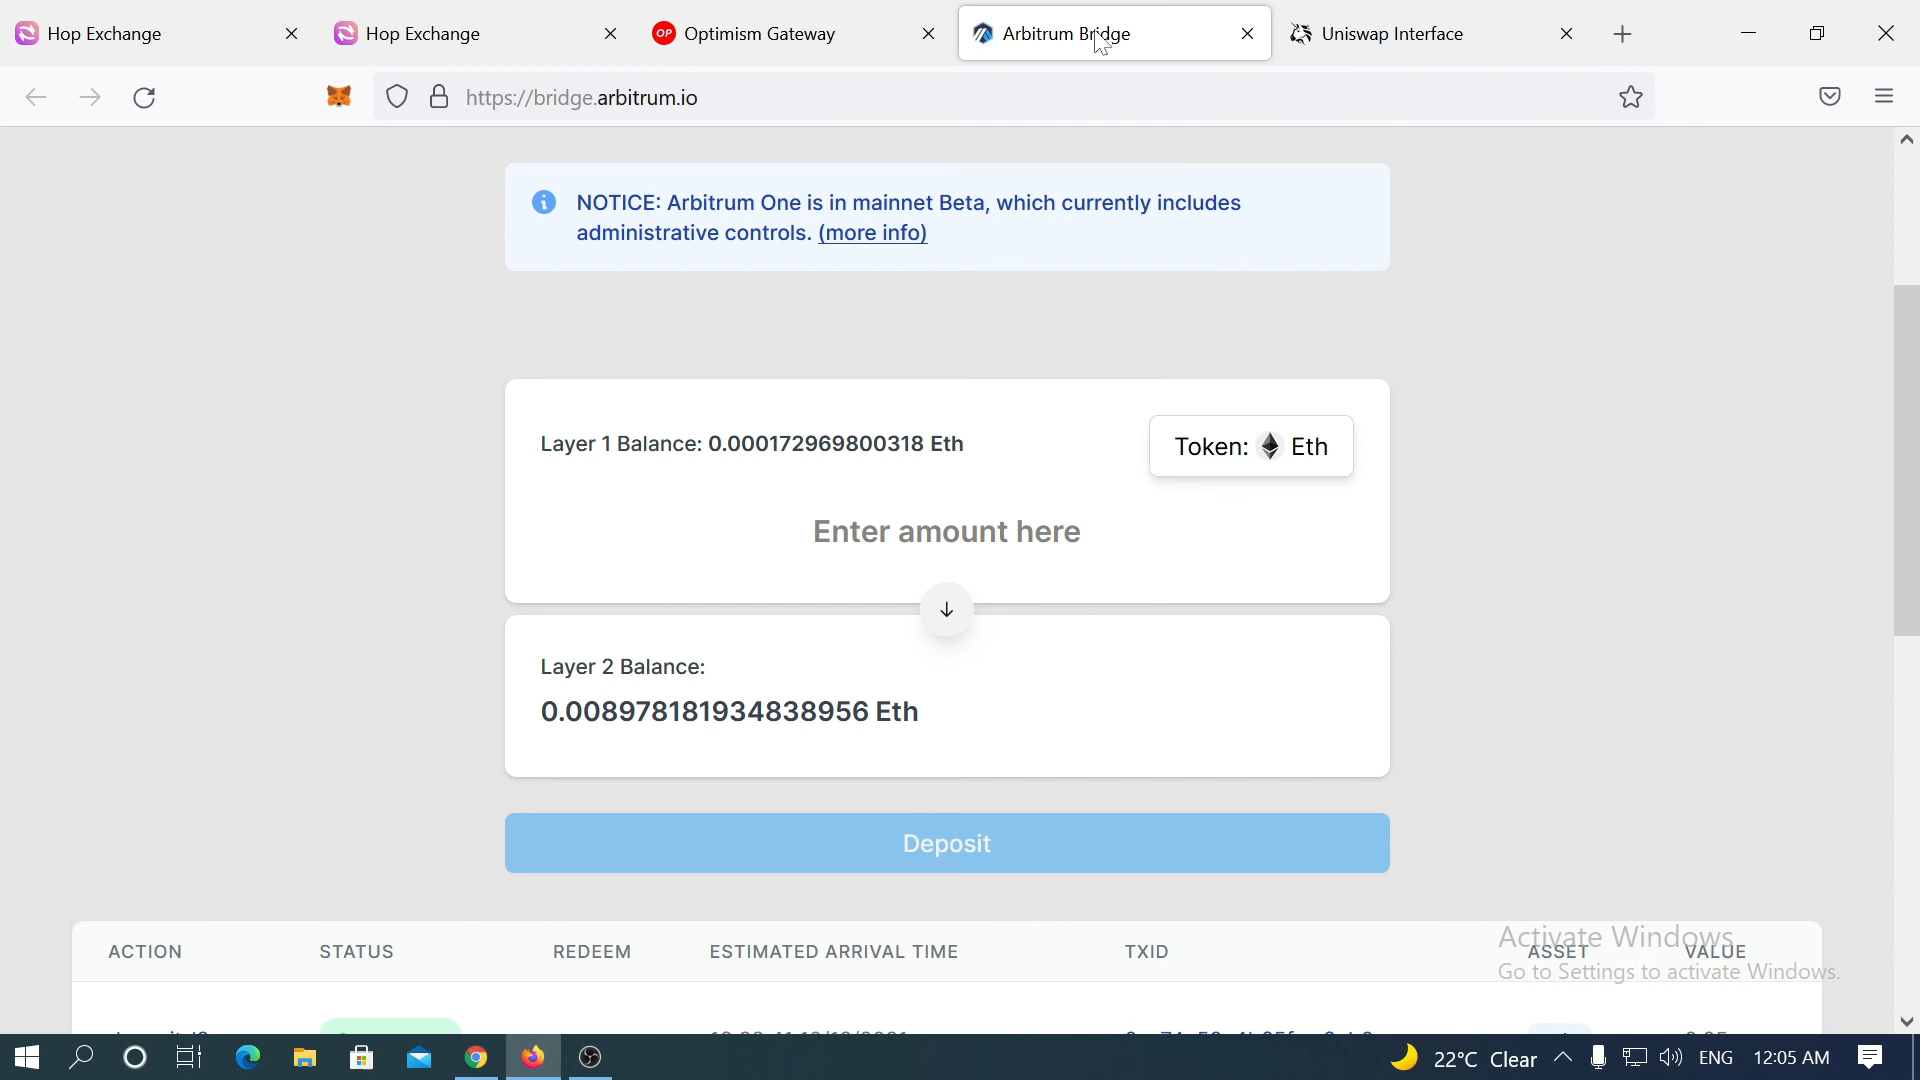 Hop Exchange
Hop Exchange
OP Optimism Gateway
Arbitrum Bridge
Uniswap Interface
https://bridge.arbitrum.io
NOTICE: Arbitrum One is in mainnet Beta, which currently includes
administrative controls. (more info)
Layer 1 Balance: 0.000172969800318 Eth
Token: Eth
Enter amount here
Layer 2 Balance:
0.008978181934838956 Eth
Deposit
ACTION STATUS REDEEM ESTIMATED ARRIVAL TIME TXID ASSET VALUE
Activate Windows
Go to Settings to activate Windows.
22°C Clear
ENG
12:05 AM